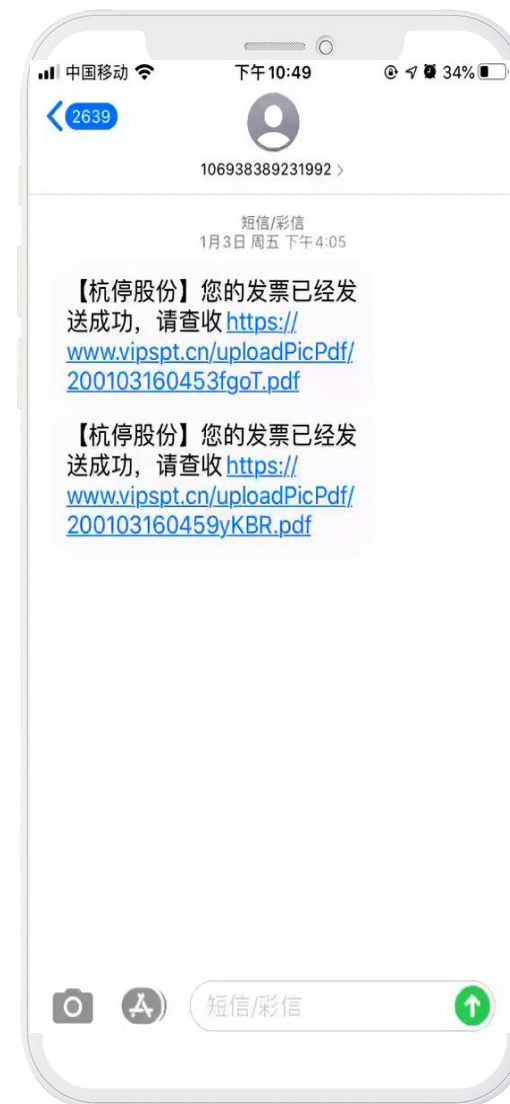 中国移动 下午10:49 34%
2639
106938389231992 >
短信/彩信
1月3日 周五 下午4:05
【杭停股份】您的发票已经发
送成功，请查收 https://
www.vipspt.cn/uploadPicPdf/
200103160453fgoT.pdf
【杭停股份】您的发票已经发
送成功，请查收 https://
www.vipspt.cn/uploadPicPdf/
200103160459yKBR.pdf
短信/彩信